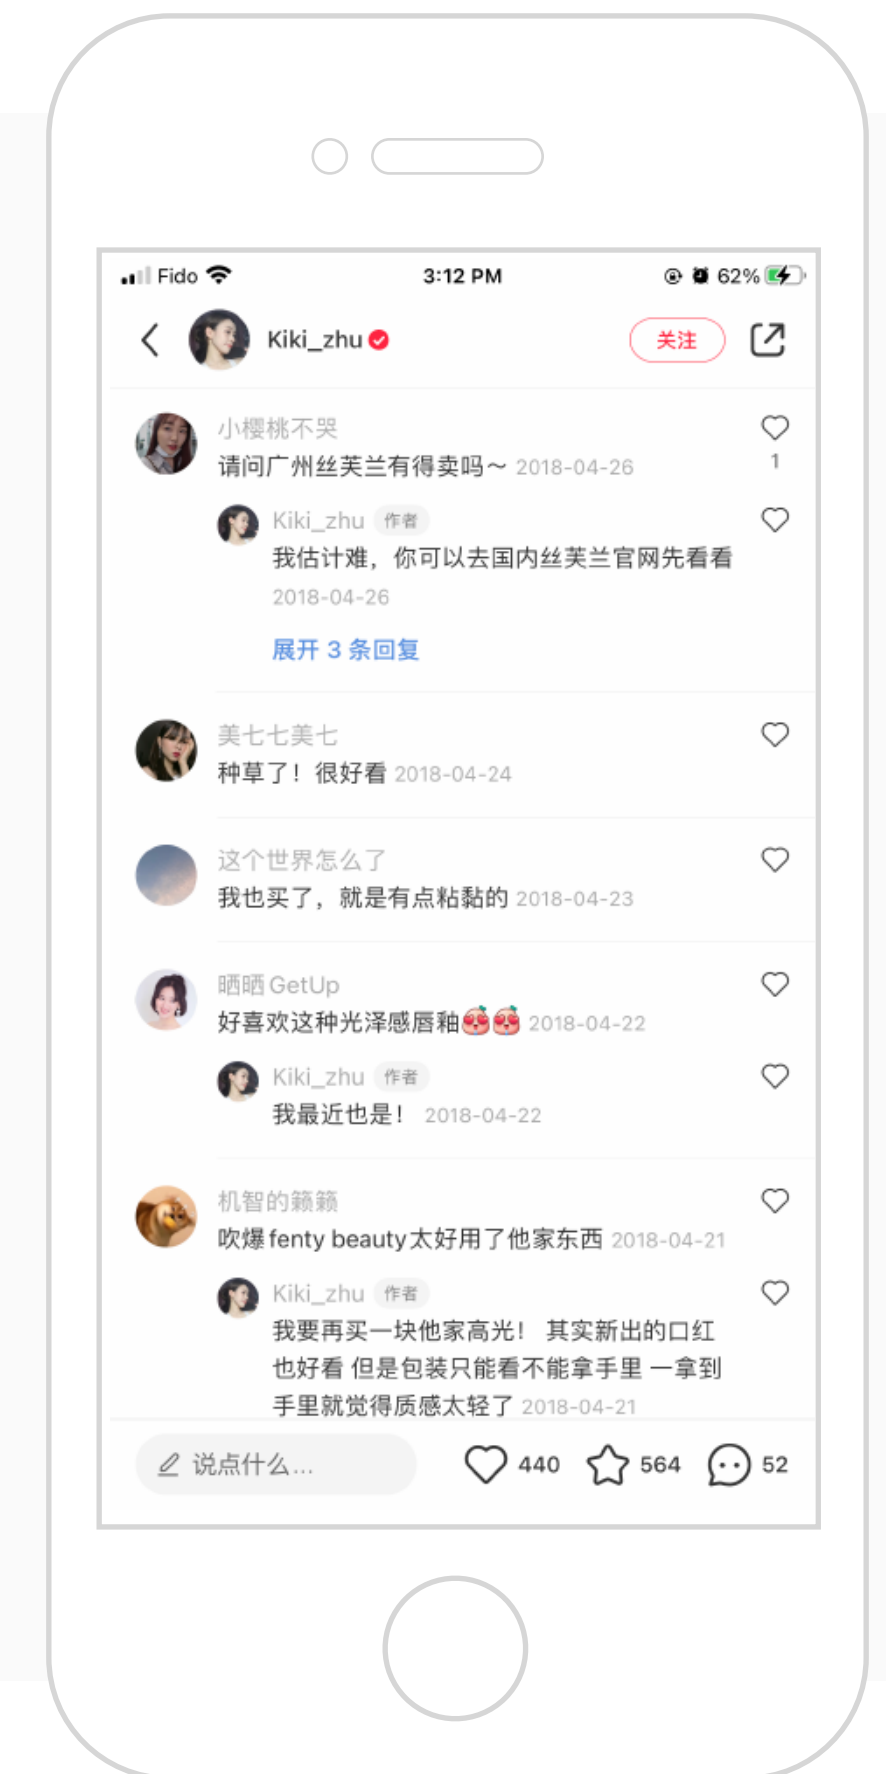 Fido 3:12 PM 62%
Kiki_zhu 关注
小樱桃不哭
请问广州丝芙兰有得卖吗～ 2018-04-26
1
Kiki_zhu 作者
我估计难，你可以去国内丝芙兰官网先看看
2018-04-26
展开 3 条回复
美七七美七
种草了！很好看 2018-04-24
这个世界怎么了
我也买了，就是有点粘黏的 2018-04-23
晒晒GetUp
好喜欢这种光泽感唇釉 2018-04-22
Kiki_zhu 作者
我最近也是！ 2018-04-22
机智的籁籁
吹爆fenty beauty太好用了他家东西 2018-04-21
Kiki_zhu 作者
我要再买一块他家高光！ 其实新出的口红
也好看 但是包装只能看不能拿手里 一拿到
手里就觉得质感太轻了 2018-04-21
说点什么... 440 564 52